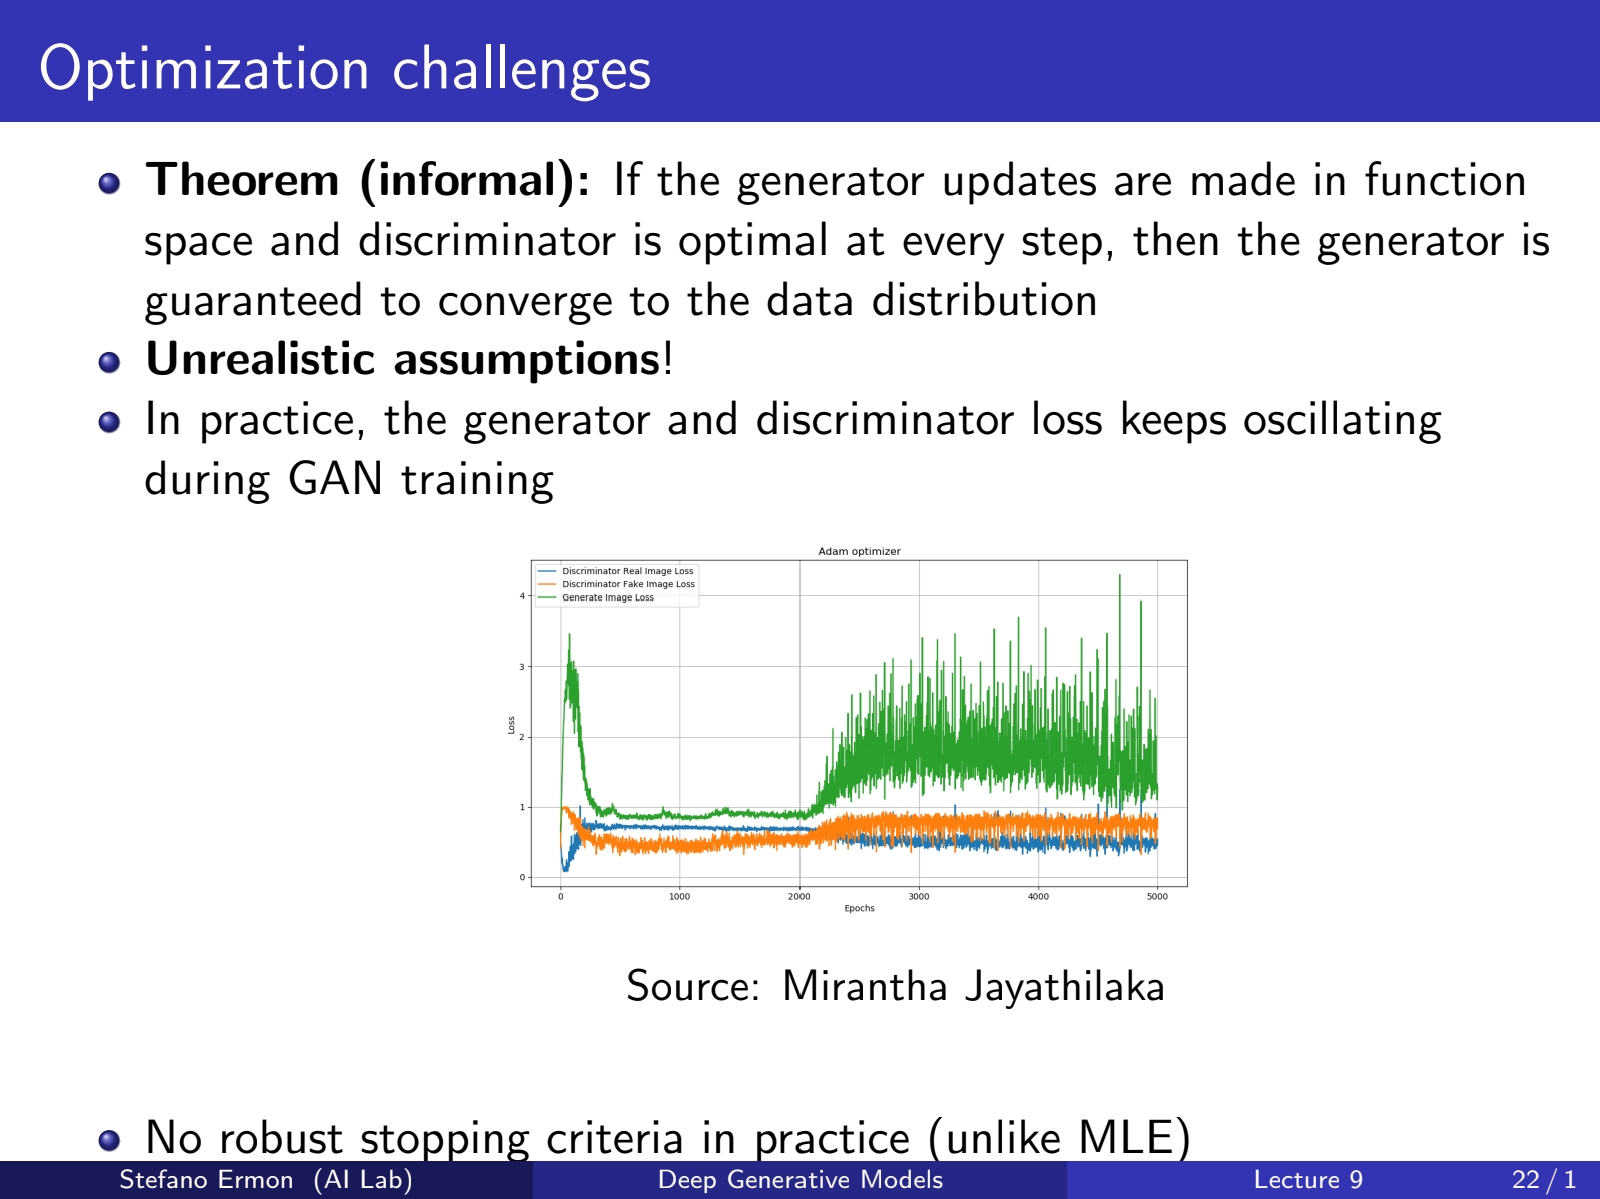 Optimization challenges
Theorem (informal): If the generator updates are made in function
space and discriminator is optimal at every step, then the generator is
guaranteed to converge to the data distribution
Unrealistic assumptions!
In practice, the generator and discriminator loss keeps oscillating
during GAN training
Adam optimizer
Discriminator Real Image Loss
Discriminator Fake Image Loss
Generate Image Loss
4
3
2
1
0
Loss
0 1000 2000 3000 4000 5000
Epochs
Source: Mirantha Jayathilaka
No robust stopping criteria in practice (unlike MLE)
Stefano Ermon (AI Lab) Deep Generative Models Lecture 9 22 / 1